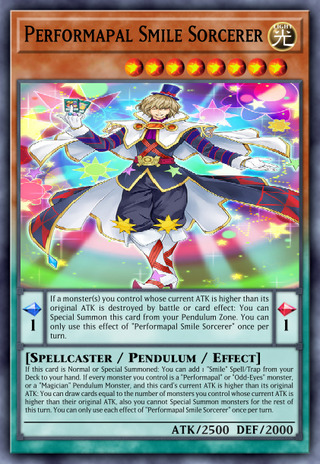 PERFORMAPAL SMILE SORCERER
LIGHT
光
If a monster(s) you control whose current ATK is higher than its
original ATK is destroyed by battle or card effect: You can
Special Summon this card from your Pendulum Zone. You can
only use this effect of "Performapal Smile Sorcerer" once per
turn.
1
1
[SPELLCASTER / PENDULUM / EFFECT]
If this card is Normal or Special Summoned: You can add 1 "Smile" Spell/Trap from your
Deck to your hand. If every monster you control is a "Performapal" or "Odd-Eyes" monster,
or a "Magician" Pendulum Monster, and this card's current ATK is higher than its original
ATK: You can draw cards equal to the number of monsters you control whose current ATK is
higher than their original ATK, also you cannot Special Summon monsters for the rest of
this turn. You can only use each effect of "Performapal Smile Sorcerer" once per turn.
ATK/2500 DEF/2000